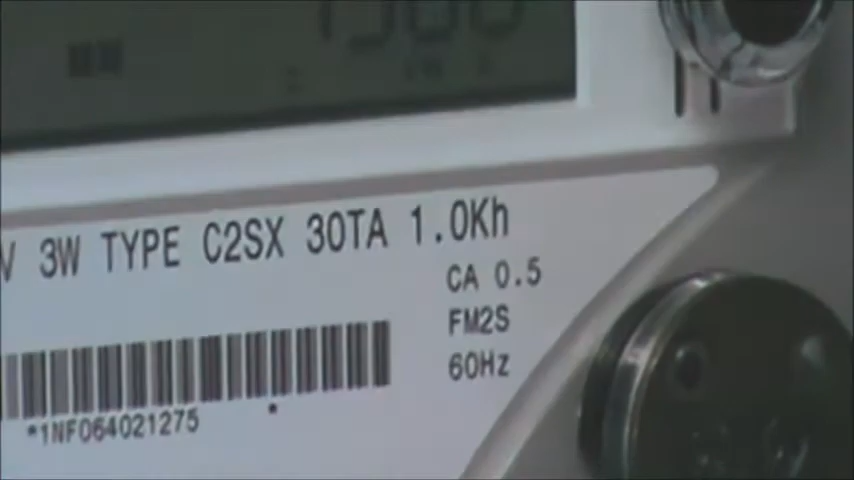 V 3W TYPE C2SX 30TA 1.0Kh
CA 0.5
FM2S
60Hz
*1NF064021275 *